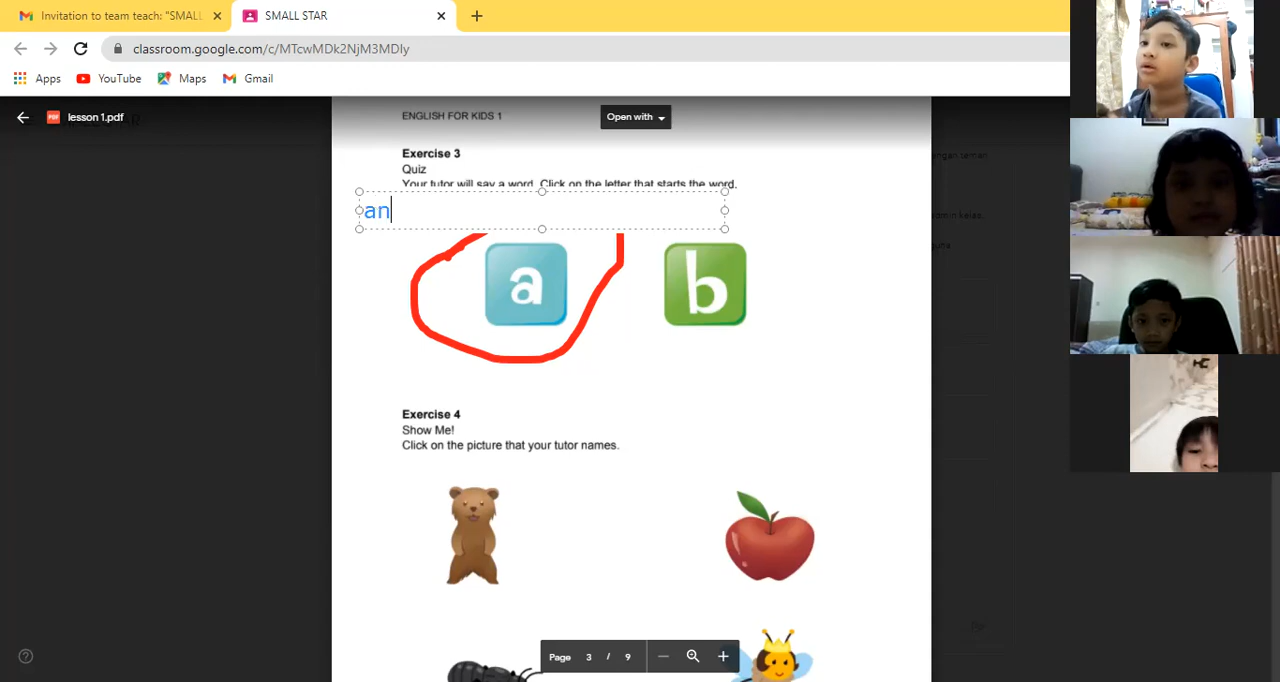 Invitation to team teach: "SMALL
SMALL STAR
classroom.google.com/c/MTcwMDk2NjM3MDIy
Apps
YouTube
Maps
Gmail
lesson 1.pdf
Open with
ENGLISH FOR KIDS 1
Exercise 3
Quiz
Your tutor will say a word. Click on the letter that starts the word.
an
a
b
Exercise 4
Show Me!
Click on the picture that your tutor names.
Page 3 / 9